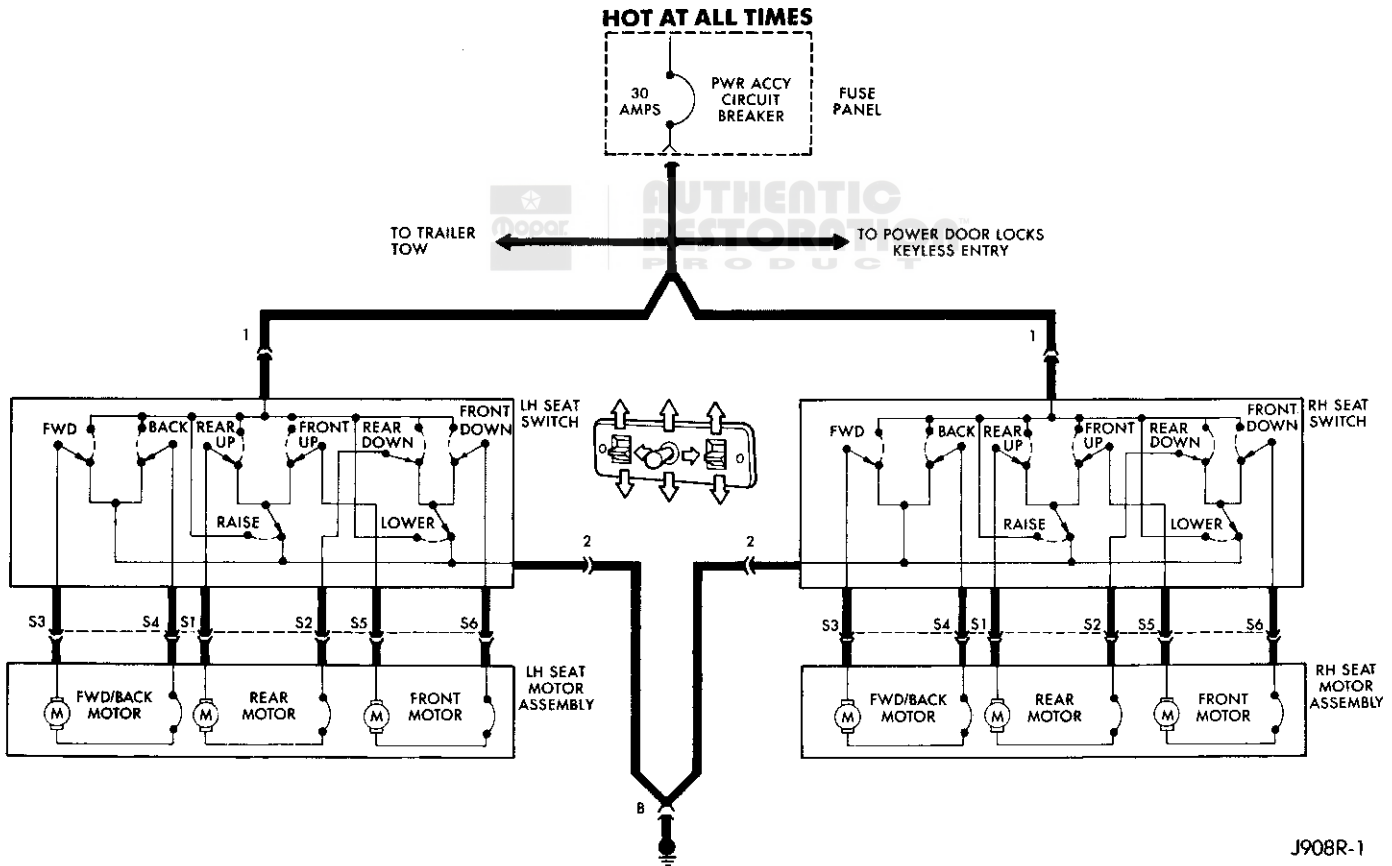 HOT AT ALL TIMES
30
AMPS
PWR ACCY
CIRCUIT
BREAKER
FUSE
PANEL
Mopar
AUTHENTIC
RESTORATION™
PRODUCT
TO TRAILER
TOW
TO POWER DOOR LOCKS
KEYLESS ENTRY
1
1
LH SEAT
SWITCH
FWD
BACK
REAR
UP
FRONT
UP
REAR
DOWN
FRONT
DOWN
RAISE
LOWER
RH SEAT
SWITCH
FWD
BACK
REAR
UP
FRONT
UP
REAR
DOWN
FRONT
DOWN
RAISE
LOWER
2
2
S3
S4
S1
S2
S5
S6
S3
S4
S1
S2
S5
S6
LH SEAT
MOTOR
ASSEMBLY
M
FWD/BACK
MOTOR
M
REAR
MOTOR
M
FRONT
MOTOR
RH SEAT
MOTOR
ASSEMBLY
M
FWD/BACK
MOTOR
M
REAR
MOTOR
M
FRONT
MOTOR
B
J908R-1